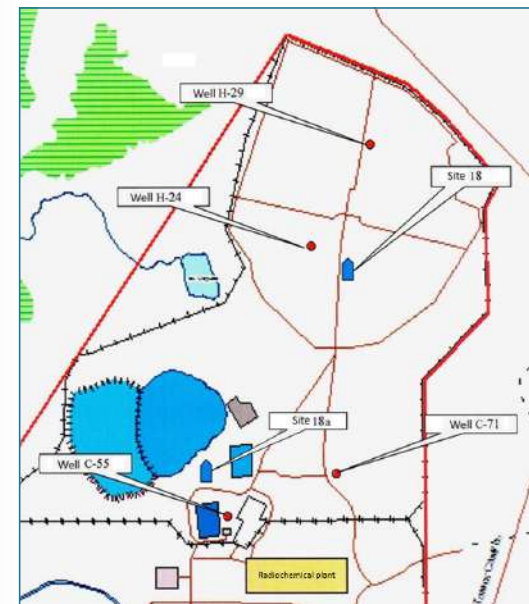 Well H-29
Site 18
Well H-24
Site 18a
Well C-71
Well C-55
Radiochemical plant